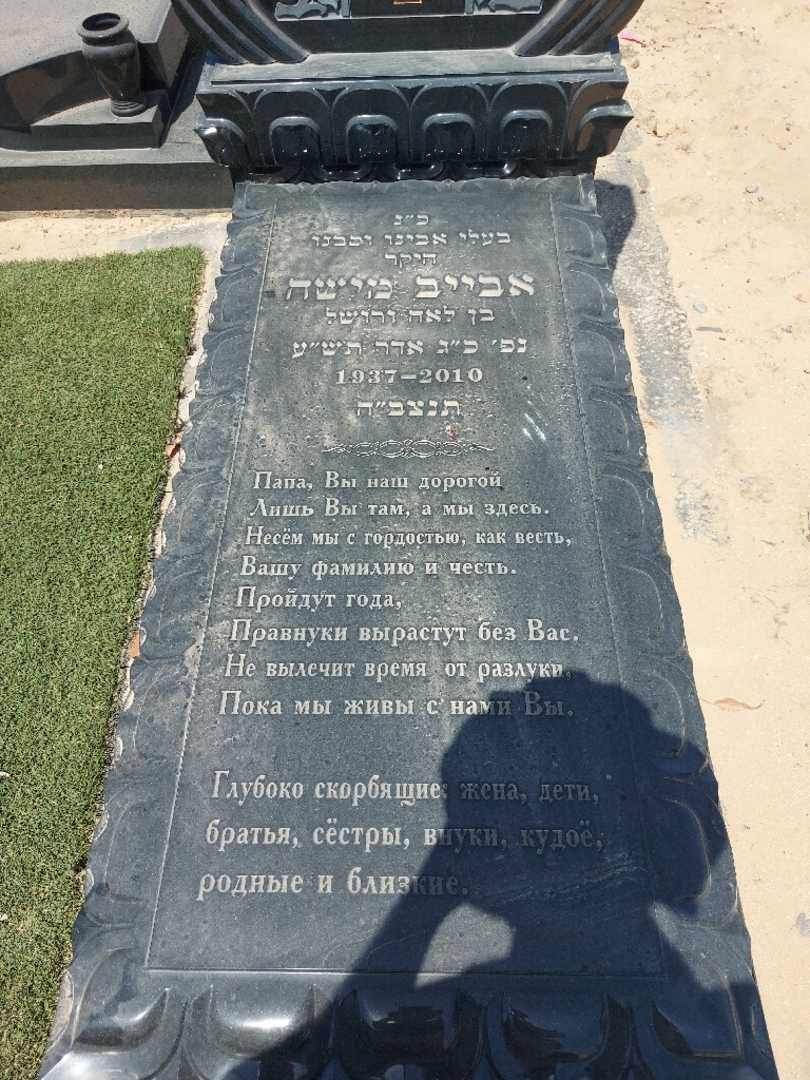 פ״נ
בעלי אבינו וסבנו
היקר
אבייב מישה
בן לאה ורושל
נפ׳ כ״ג אדר תש״ע
1937–2010
תנצב״ה
Папа, Вы наш дорогой
Лишь Вы там, а мы здесь.
Несём мы с гордостью, как весть,
Вашу фамилию и честь.
Пройдут года,
Правнуки вырастут без Вас.
Не вылечит время от разлуки,
Пока мы живы с нами Вы.
Глубоко скорбящие: жена, дети,
братья, сёстры, внуки, кудоё,
родные и близкие.